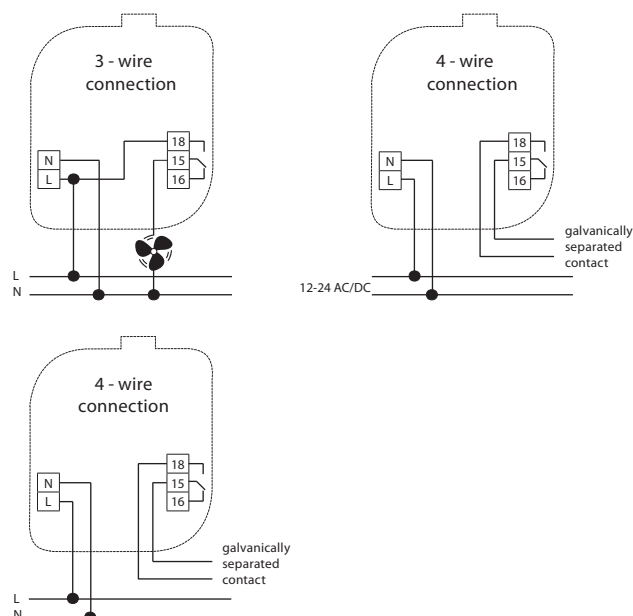 3 - wire
connection
18
15
16
N
L
L
N
4 - wire
connection
18
15
16
N
L
galvanically
separated
contact
12-24 AC/DC
4 - wire
connection
18
15
16
N
L
galvanically
separated
contact
L
N